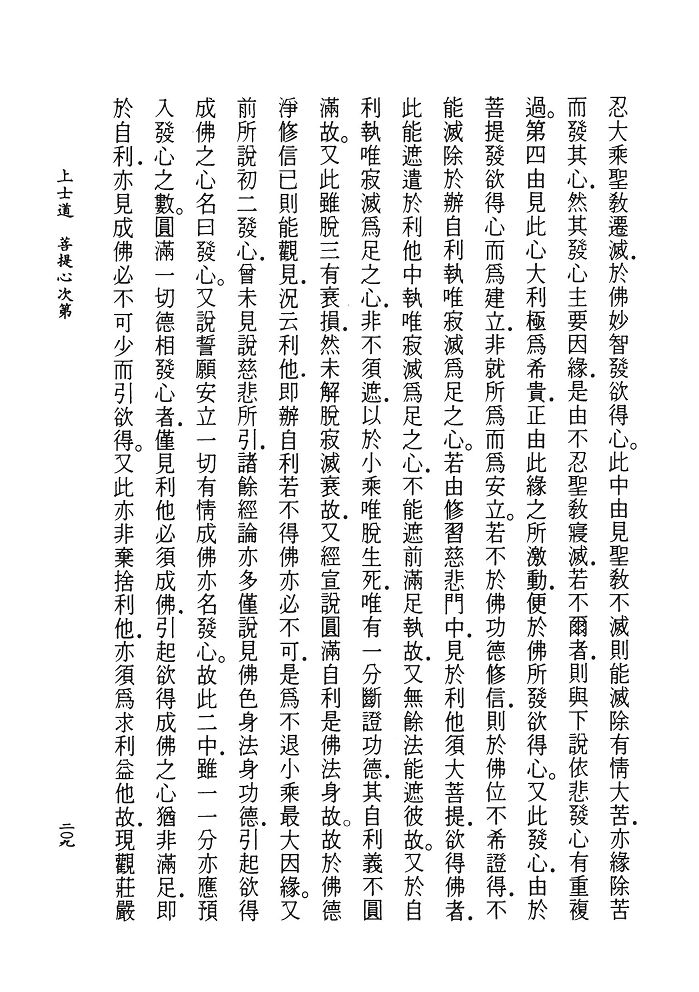 忍大乘聖教遷滅．於佛妙智發欲得心。此中由見聖教不滅則能滅除有情大苦．亦緣除苦
而發其心．然其發心主要因緣．是由不忍聖教寢滅．若不爾者．則與下說依悲發心有重複
過。第四由見此心大利極爲希貴．正由此緣之所激動．便於佛所發欲得心。又此發心．由於
菩提發欲得心而爲建立．非就所爲而爲安立。若不於佛功德修信．則於佛位不希證得．不
能滅除於辦自利執唯寂滅爲足之心。若由修習慈悲門中．見於利他須大菩提．欲得佛者．
此能遮遣於利他中執唯寂滅爲足之心．不能遮前滿足執故．又無餘法能遮彼故。又於自
利執唯寂滅爲足之心．非不須遮．以於小乘唯脫生死．唯有一分斷證功德．其自利義不圓
滿故。又此雖脫三有衰損．然未解脫寂滅衰故．又經宣說圓滿自利是佛法身故。故於佛德
淨修信已則能觀見．況云利他．即辦自利若不得佛亦必不可．是爲不退小乘最大因緣。又
前所說初二發心．曾未見說慈悲所引．諸餘經論亦多僅說見佛色身法身功德．引起欲得
成佛之心名曰發心。又說誓願安立一切有情成佛亦名發心。故此二中．雖一一分亦應預
入發心之數。圓滿一切德相發心者．僅見利他必須成佛．引起欲得成佛之心猶非滿足．即
於自利．亦見成佛必不可少而引欲得。又此亦非棄捨利他．亦須爲求利益他故．現觀莊嚴
上士道　菩提心次第
二〇九